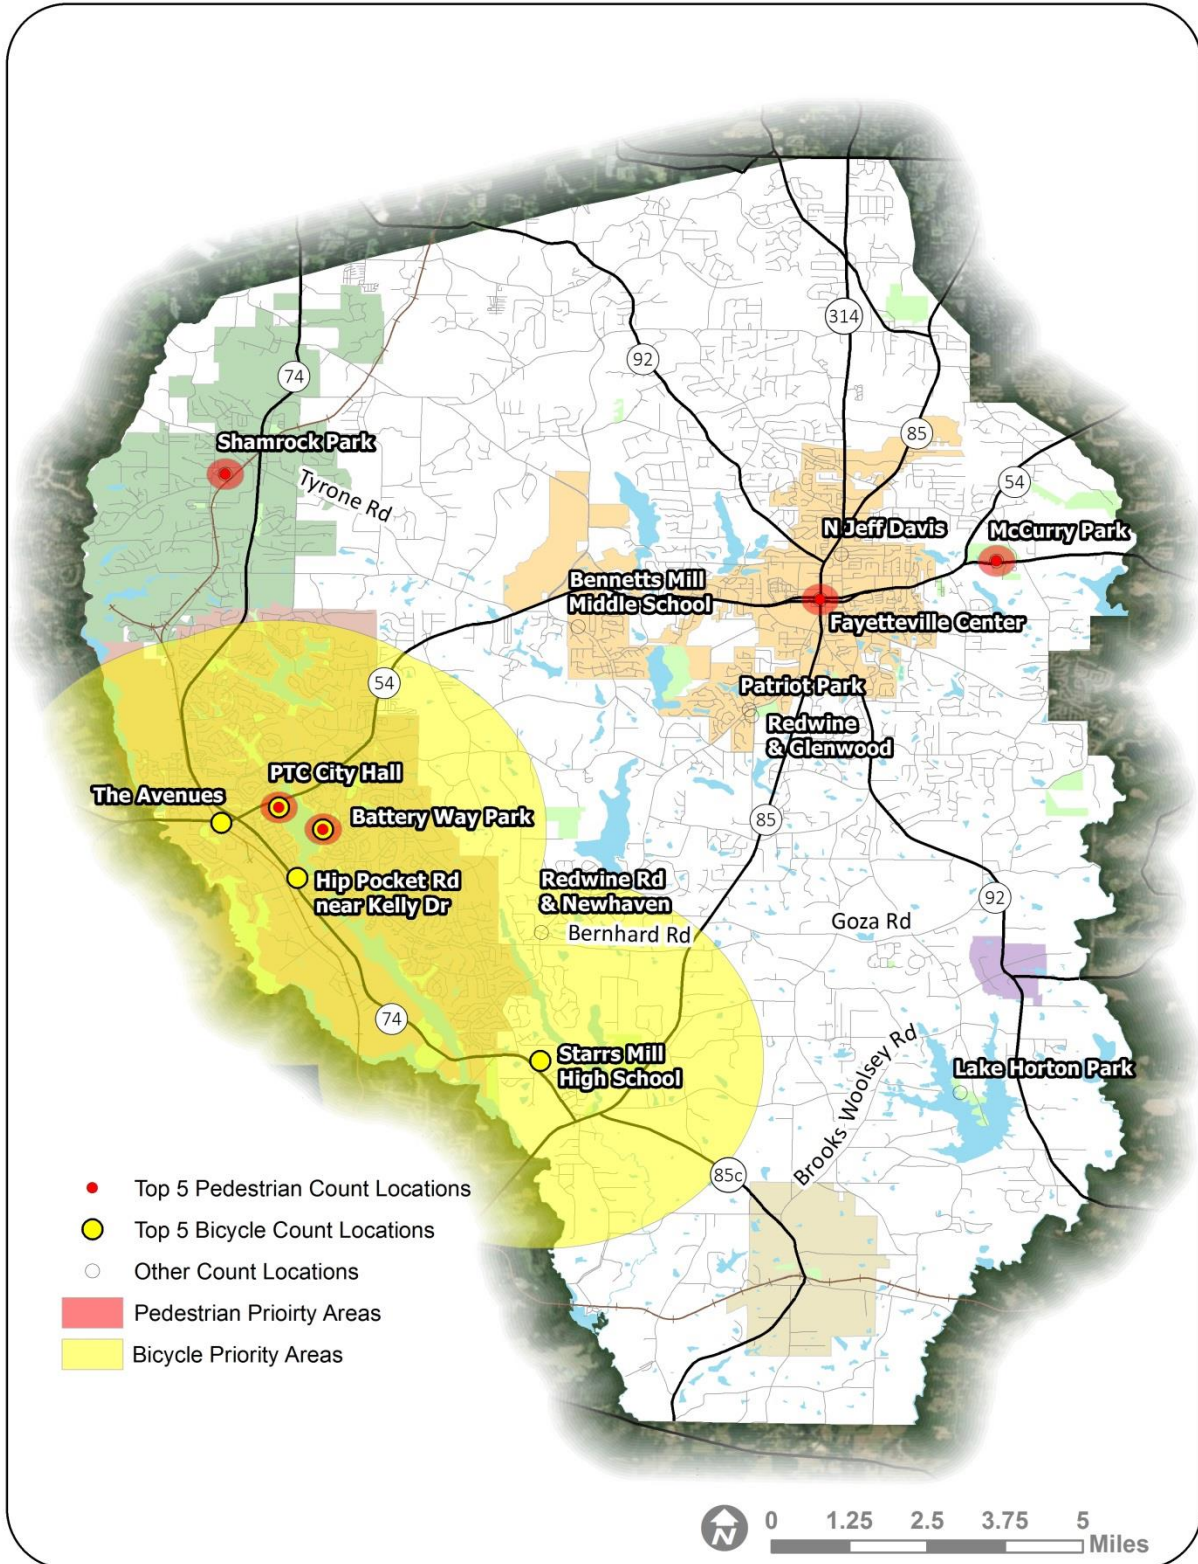 314
92
74
85
Shamrock Park
54
Tyrone Rd
N Jeff Davis
McCurry Park
Bennetts Mill
Middle School
Fayetteville Center
54
Patriot Park
Redwine
& Glenwood
PTC City Hall
The Avenues
Battery Way Park
85
Hip Pocket Rd
near Kelly Dr
Redwine Rd
& Newhaven
92
Goza Rd
Bernhard Rd
74
Starrs Mill
High School
Brooks Woolsey Rd
Lake Horton Park
85c
Top 5 Pedestrian Count Locations
Top 5 Bicycle Count Locations
Other Count Locations
Pedestrian Prioirty Areas
Bicycle Priority Areas
N
0 1.25 2.5 3.75 5
Miles